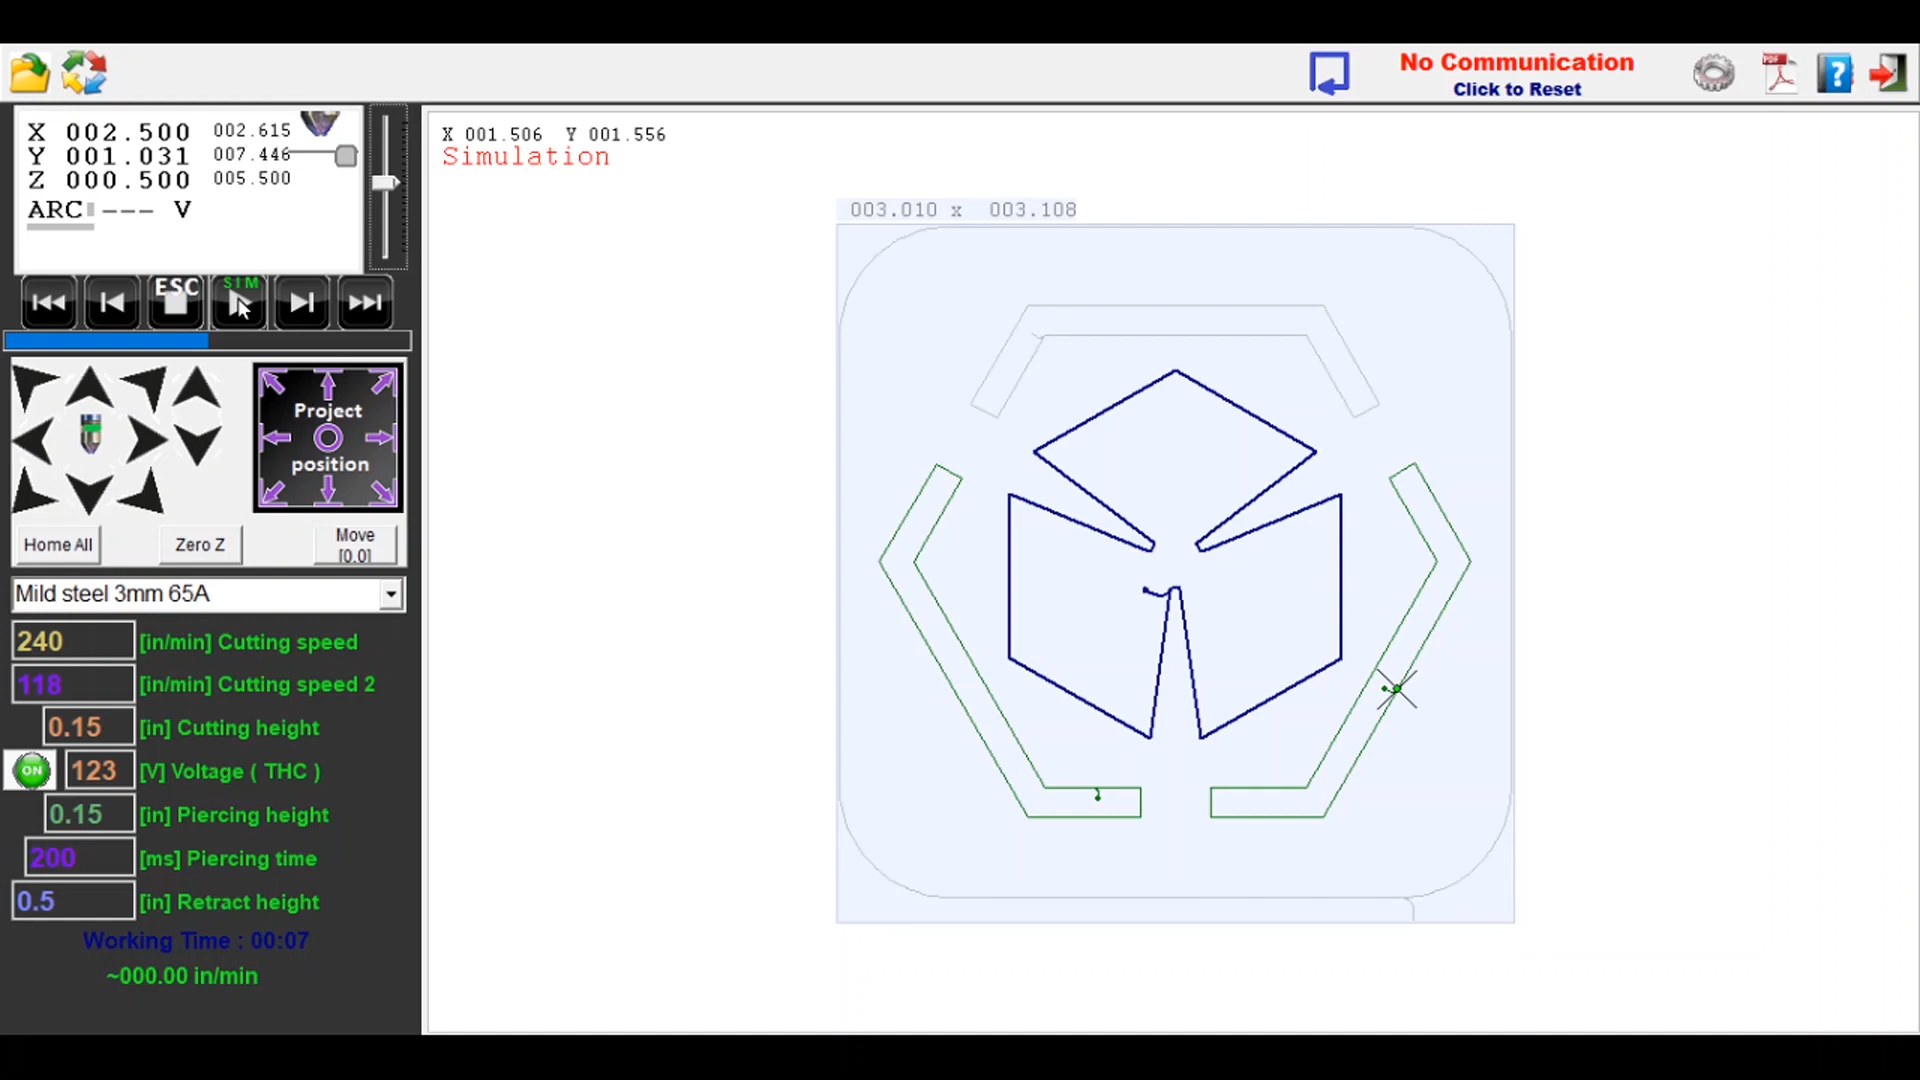 No Communication
Click to Reset
PDF
?
X 002.500 002.615
Y 001.031 007.446
Z 000.500 005.500
ARC --- V
X 001.506 Y 001.556
Simulation
003.010 x 003.108
ESC
SIM
Project
position
Home All
Zero Z
Move
[0.0]
Mild steel 3mm 65A
240 [in/min] Cutting speed
118 [in/min] Cutting speed 2
0.15 [in] Cutting height
ON 123 [V] Voltage ( THC )
0.15 [in] Piercing height
200 [ms] Piercing time
0.5 [in] Retract height
Working Time : 00:07
~000.00 in/min